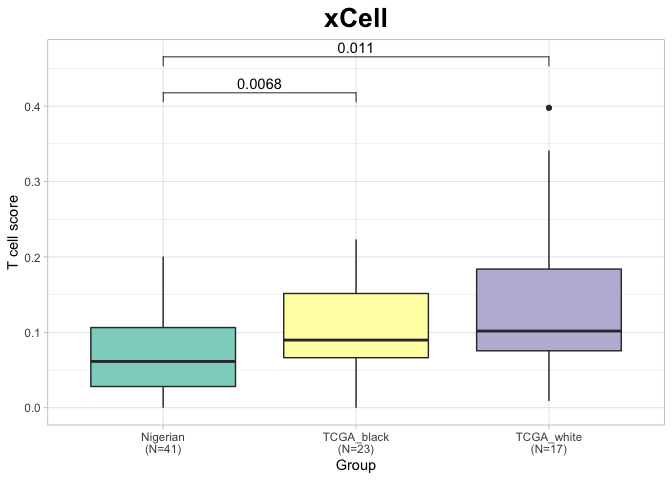 xCell
0.011
0.0068
T cell score
0.4
0.3
0.2
0.1
0.0
Nigerian
(N=41)
TCGA_black
(N=23)
TCGA_white
(N=17)
Group